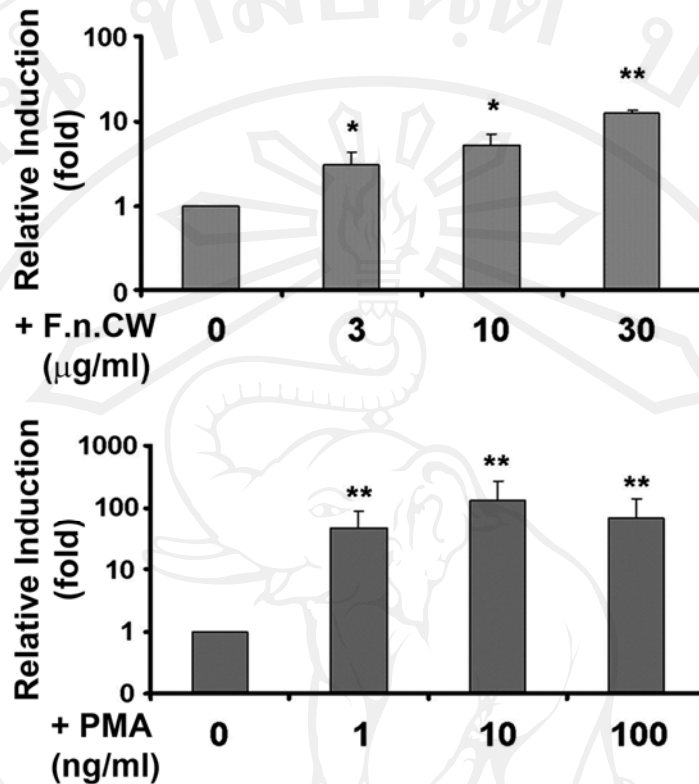 Relative Induction
(fold)
100
10
1
0
* * **
+ F.n.CW 0 3 10 30
(μg/ml)
Relative Induction
(fold)
1000
100
10
1
0
** ** **
+ PMA 0 1 10 100
(ng/ml)